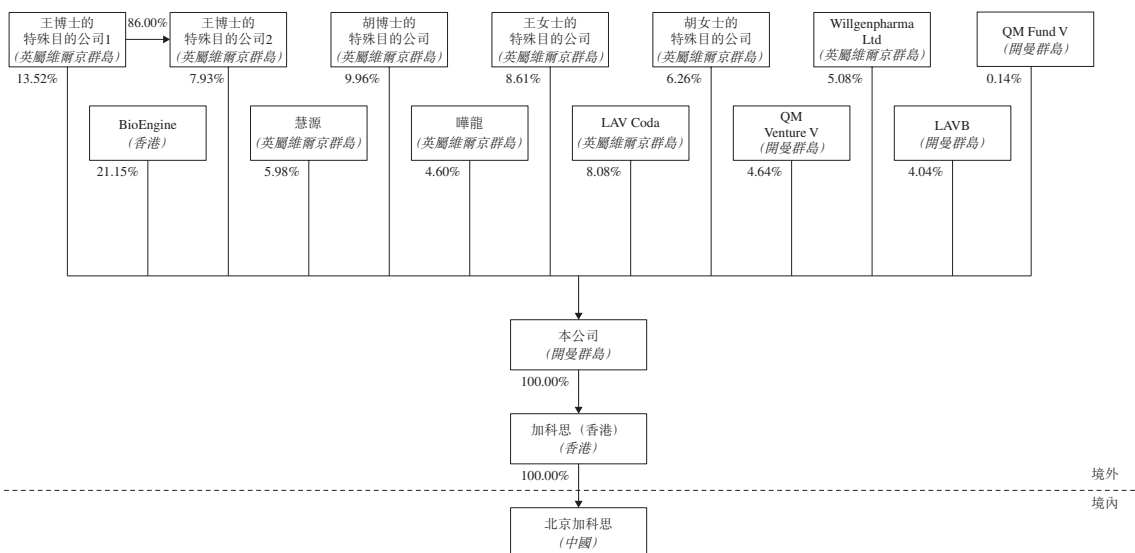 王博士的
特殊目的公司1
(英屬維爾京群島)
86.00%
王博士的
特殊目的公司2
(英屬維爾京群島)
胡博士的
特殊目的公司
(英屬維爾京群島)
王女士的
特殊目的公司
(英屬維爾京群島)
胡女士的
特殊目的公司
(英屬維爾京群島)
Willgenpharma
Ltd
(英屬維爾京群島)
QM Fund V
(開曼群島)
13.52%
7.93%
9.96%
8.61%
6.26%
5.08%
0.14%
BioEngine
(香港)
慧源
(英屬維爾京群島)
曄龍
(英屬維爾京群島)
LAV Coda
(英屬維爾京群島)
QM
Venture V
(開曼群島)
LAVB
(開曼群島)
21.15%
5.98%
4.60%
8.08%
4.64%
4.04%
本公司
(開曼群島)
100.00%
加科思(香港)
(香港)
100.00%
境外
境內
北京加科思
(中國)